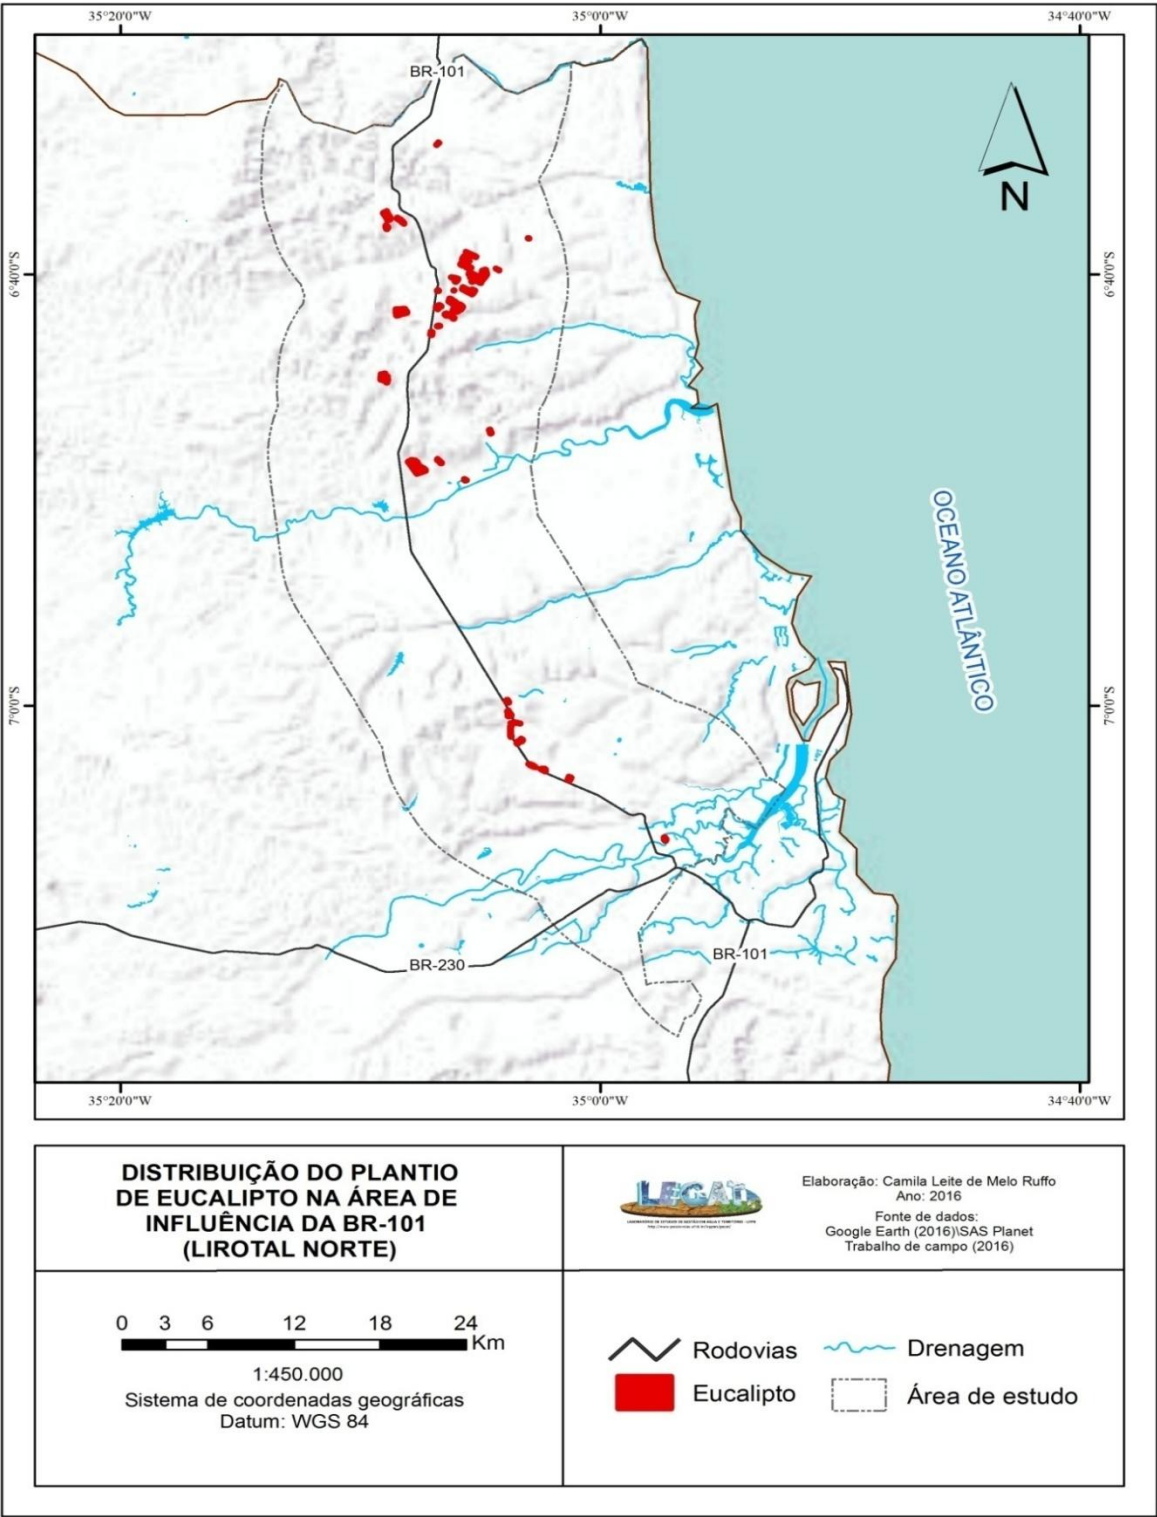 35°20'0"W 35°0'0"W 34°40'0"W
BR-101
N
6°40'0"S 6°40'0"S
OCEANO ATLÂNTICO
7°0'0"S 7°0'0"S
BR-230
BR-101
35°20'0"W 35°0'0"W 34°40'0"W
DISTRIBUIÇÃO DO PLANTIO
DE EUCALIPTO NA ÁREA DE
INFLUÊNCIA DA BR-101
(LIROTAL NORTE)
LEGAT
Elaboração: Camila Leite de Melo Ruffo
Ano: 2016
Fonte de dados:
Google Earth (2016)\SAS Planet
Trabalho de campo (2016)
0 3 6 12 18 24
Km
1:450.000
Sistema de coordenadas geográficas
Datum: WGS 84
Rodovias
Drenagem
Eucalipto
Área de estudo